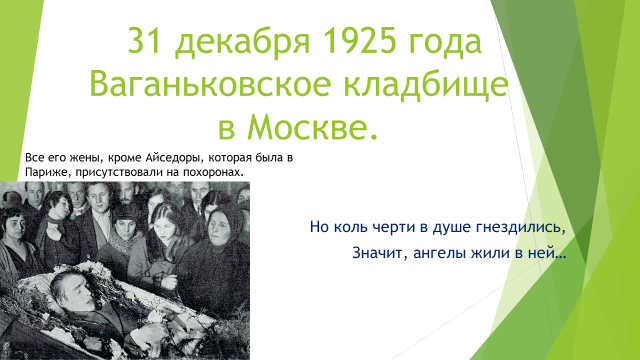 31 декабря 1925 года
Ваганьковское кладбище
в Москве.
Все его жены, кроме Айседоры, которая была в
Париже, присутствовали на похоронах.
Но коль черти в душе гнездились,
Значит, ангелы жили в ней…